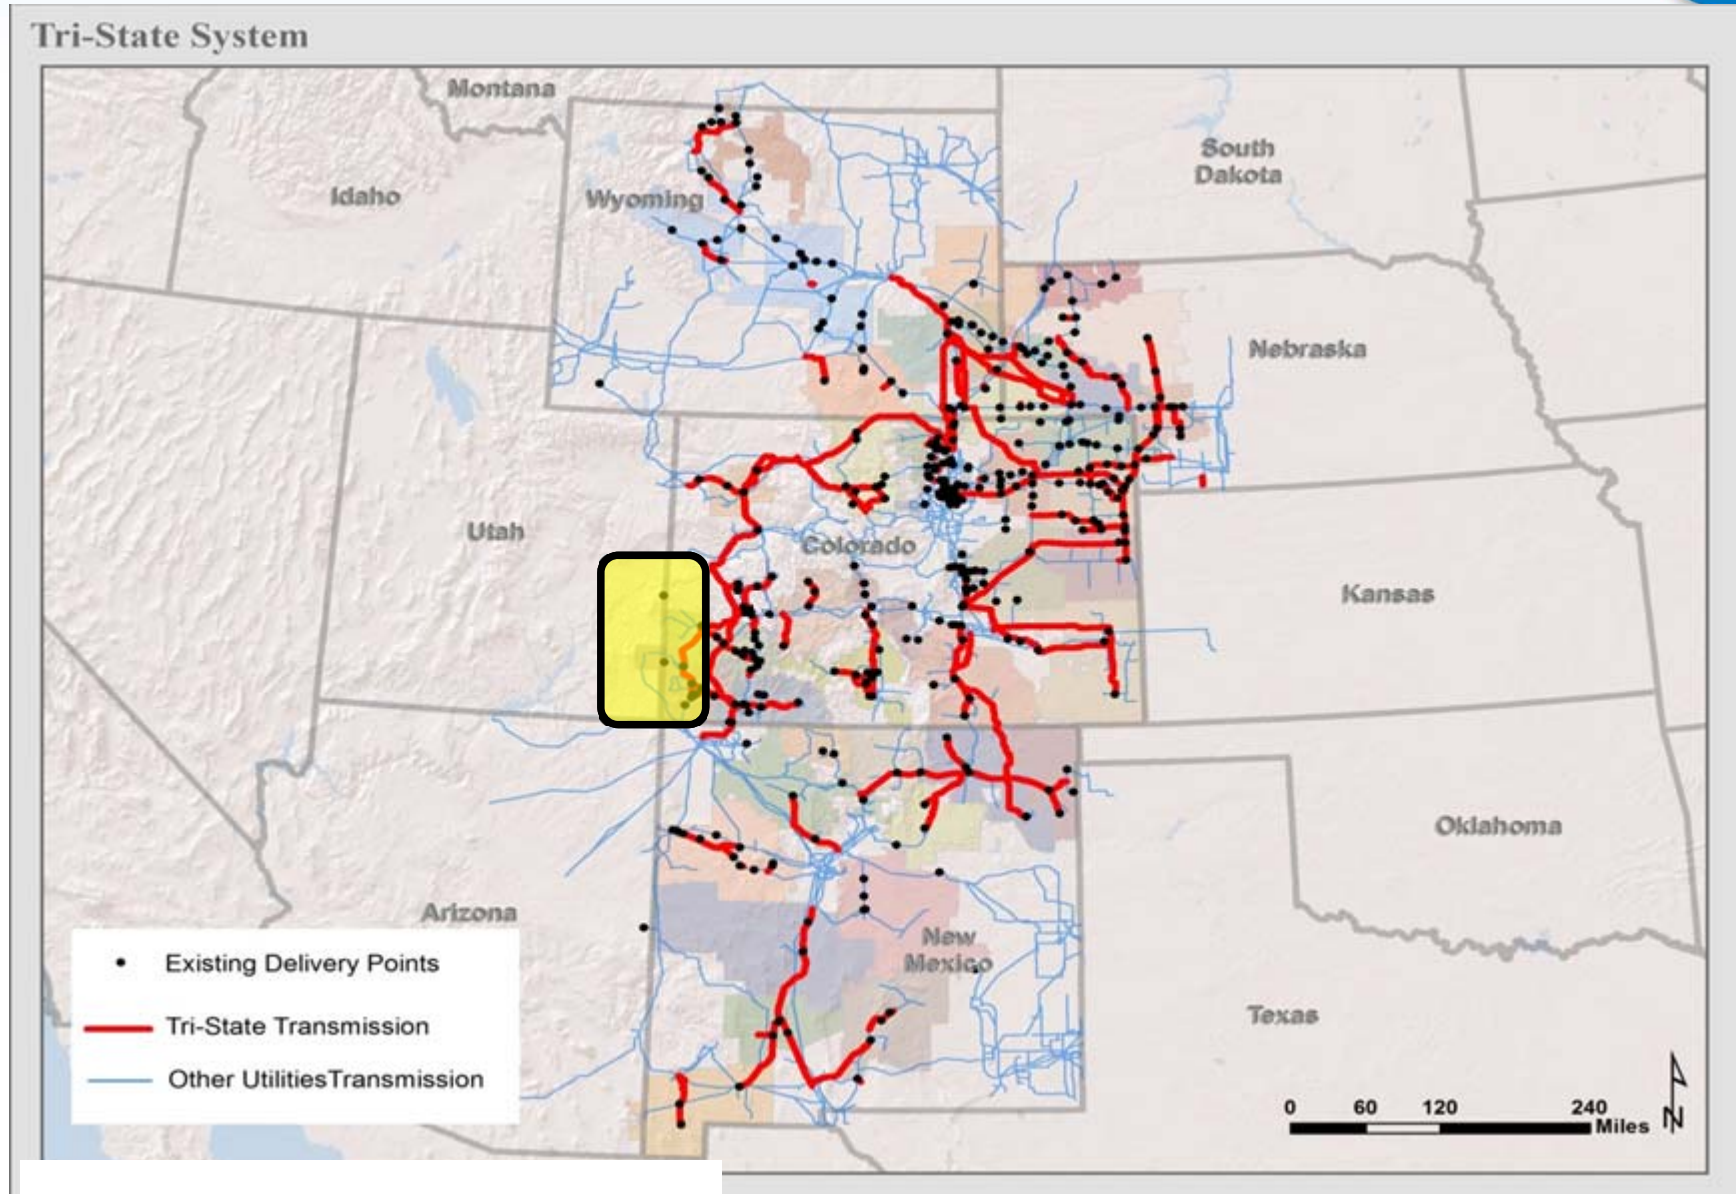 Tri-State System
Montana
South
Dakota
Idaho
Wyoming
Nebraska
Utah
Colorado
Kansas
Oklahoma
Arizona
New
Mexico
Texas
Existing Delivery Points
Tri-State Transmission
Other UtilitiesTransmission
0 60 120 240
Miles
N